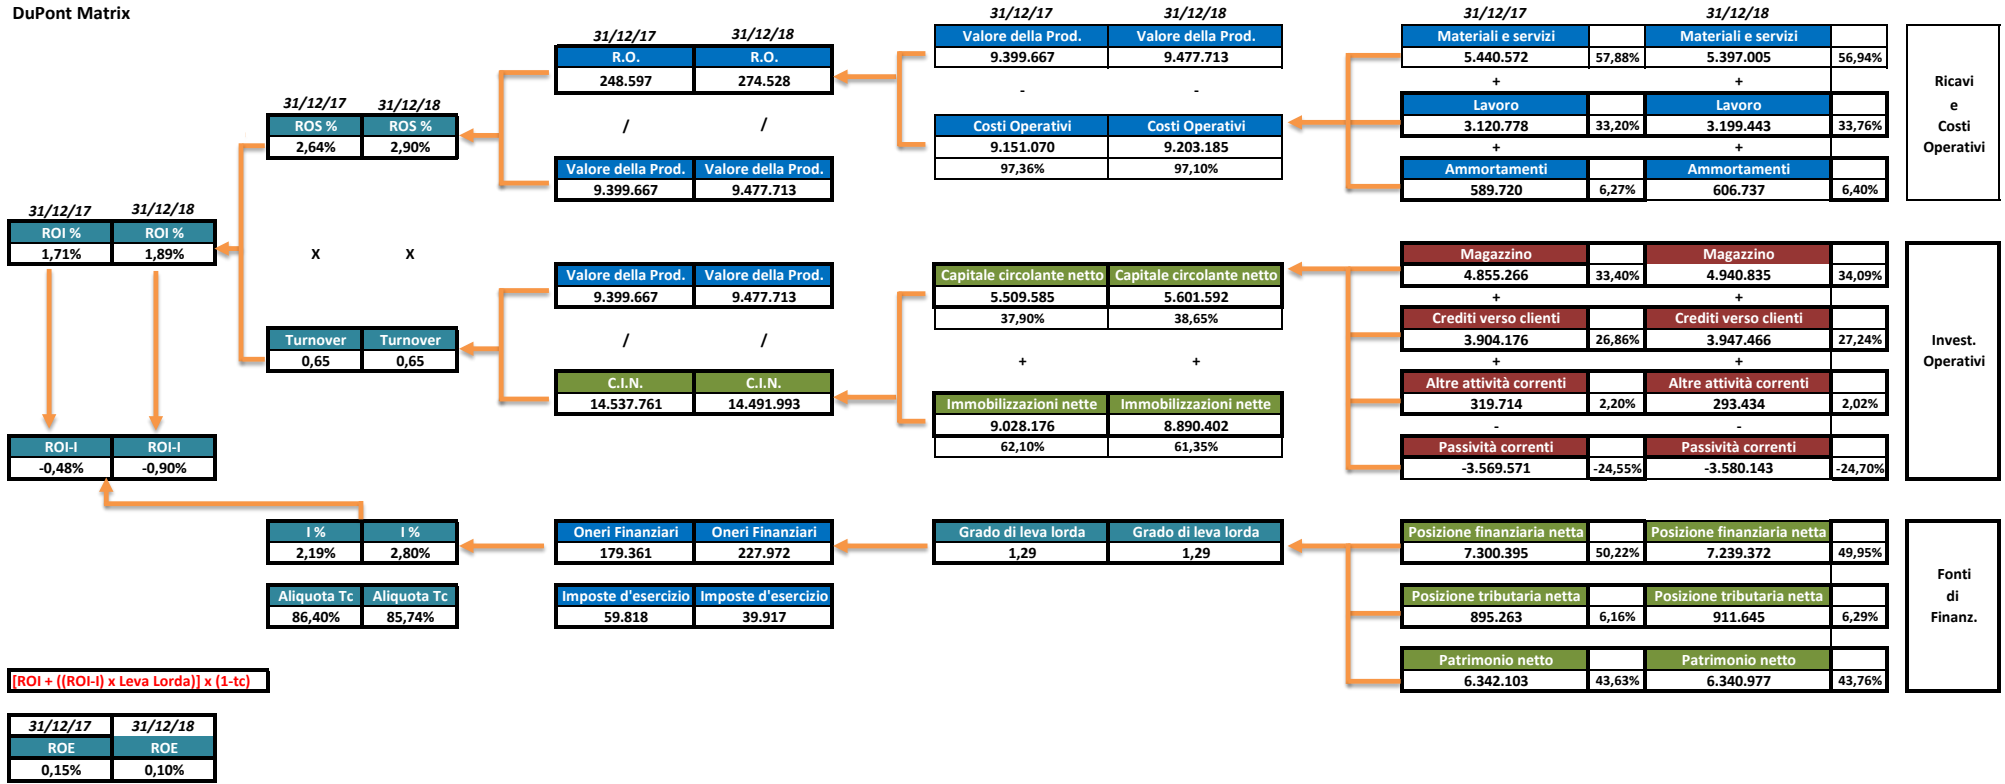 DuPont Matrix
31/12/17 31/12/18
ROI % ROI %
1,71% 1,89%
ROI-I ROI-I
-0,48% -0,90%
31/12/17 31/12/18
ROS % ROS %
2,64% 2,90%
X X
Turnover Turnover
0,65 0,65
I % I %
2,19% 2,80%
Aliquota Tc Aliquota Tc
86,40% 85,74%
31/12/17 31/12/18
R.O. R.O.
248.597 274.528
/ /
Valore della Prod. Valore della Prod.
9.399.667 9.477.713
Valore della Prod. Valore della Prod.
9.399.667 9.477.713
/ /
C.I.N. C.I.N.
14.537.761 14.491.993
Oneri Finanziari Oneri Finanziari
179.361 227.972
Imposte d'esercizio Imposte d'esercizio
59.818 39.917
31/12/17 31/12/18
Valore della Prod. Valore della Prod.
9.399.667 9.477.713
- -
Costi Operativi Costi Operativi
9.151.070 9.203.185
97,36% 97,10%
Capitale circolante netto Capitale circolante netto
5.509.585 5.601.592
37,90% 38,65%
+ +
Immobilizzazioni nette Immobilizzazioni nette
9.028.176 8.890.402
62,10% 61,35%
Grado di leva lorda Grado di leva lorda
1,29 1,29
31/12/17 31/12/18
Materiali e servizi Materiali e servizi
5.440.572 57,88% 5.397.005 56,94%
+ +
Lavoro Lavoro
3.120.778 33,20% 3.199.443 33,76%
+ +
Ammortamenti Ammortamenti
589.720 6,27% 606.737 6,40%
Ricavi
e
Costi
Operativi
Magazzino Magazzino
4.855.266 33,40% 4.940.835 34,09%
+ +
Crediti verso clienti Crediti verso clienti
3.904.176 26,86% 3.947.466 27,24%
+ +
Altre attività correnti Altre attività correnti
319.714 2,20% 293.434 2,02%
- -
Passività correnti Passività correnti
-3.569.571 -24,55% -3.580.143 -24,70%
Invest.
Operativi
Posizione finanziaria netta Posizione finanziaria netta
7.300.395 50,22% 7.239.372 49,95%
Posizione tributaria netta Posizione tributaria netta
895.263 6,16% 911.645 6,29%
Patrimonio netto Patrimonio netto
6.342.103 43,63% 6.340.977 43,76%
Fonti
di
Finanz.
[ROI + ((ROI-I) x Leva Lorda)] x (1-tc)
31/12/17 31/12/18
ROE ROE
0,15% 0,10%